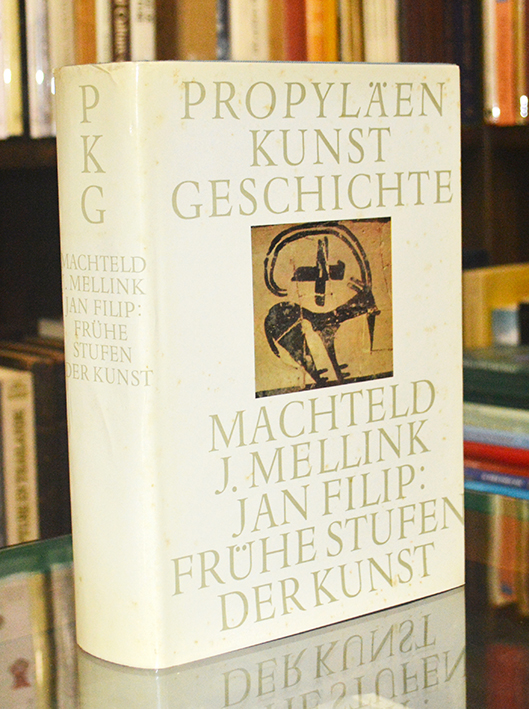 P
K
G
MACHTELD
J. MELLINK
JAN FILIP:
FRÜHE
STUFEN
DER KUNST
PROPYLÄEN
KUNST
GESCHICHTE
MACHTELD
J. MELLINK
JAN FILIP:
FRÜHE STUFEN
DER KUNST